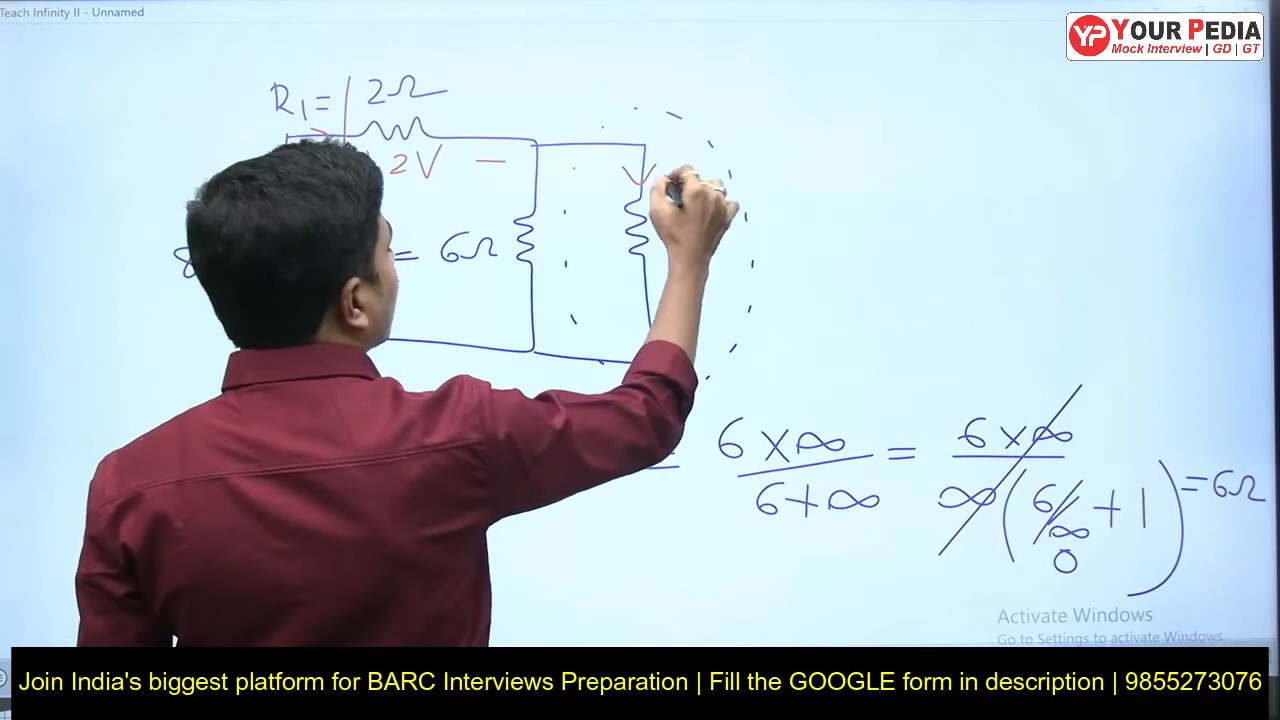 Teach Infinity II - Unnamed
YOUR PEDIA
YP
Mock Interview | GD | GT
R1 = 2Ω
2V −
= 6Ω
6 × ∞ = 6 × ∞
6 + ∞ ∞ ( 6/∞ + 1 ) = 6Ω
0
Activate Windows
Go to Settings to activate Windows.
Join India's biggest platform for BARC Interviews Preparation | Fill the GOOGLE form in description | 9855273076